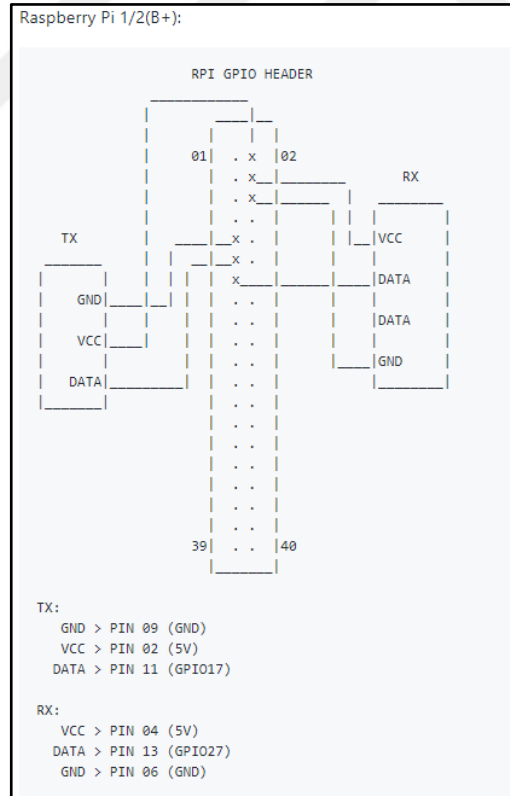 Raspberry Pi 1/2(B+):
RPI GPIO HEADER
01| . x |02
. x
RX
. x
. .
TX
x .
VCC
x .
x
DATA
GND
. .
. .
DATA
VCC
. .
. .
GND
DATA
. .
. .
. .
. .
. .
. .
. .
39| . . |40
TX:
GND > PIN 09 (GND)
VCC > PIN 02 (5V)
DATA > PIN 11 (GPIO17)
RX:
VCC > PIN 04 (5V)
DATA > PIN 13 (GPIO27)
GND > PIN 06 (GND)